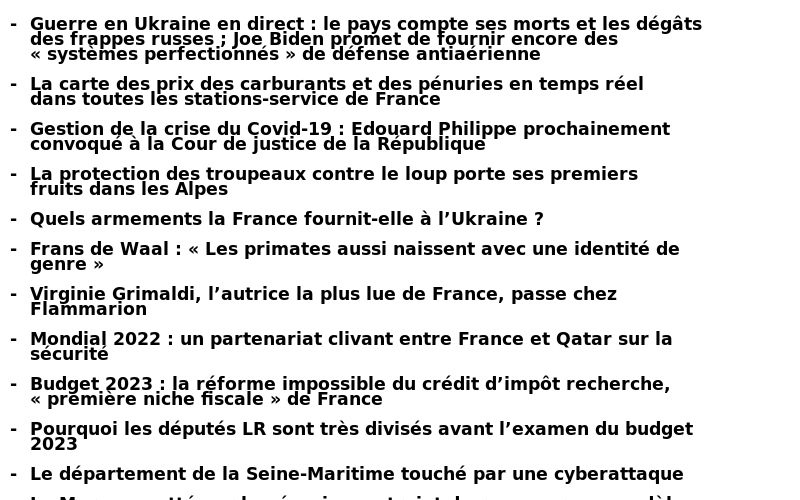 - Guerre en Ukraine en direct : le pays compte ses morts et les dégâts
des frappes russes ; Joe Biden promet de fournir encore des
« systèmes perfectionnés » de défense antiaérienne
- La carte des prix des carburants et des pénuries en temps réel
dans toutes les stations-service de France
- Gestion de la crise du Covid-19 : Edouard Philippe prochainement
convoqué à la Cour de justice de la République
- La protection des troupeaux contre le loup porte ses premiers
fruits dans les Alpes
- Quels armements la France fournit-elle à l’Ukraine ?
- Frans de Waal : « Les primates aussi naissent avec une identité de
genre »
- Virginie Grimaldi, l’autrice la plus lue de France, passe chez
Flammarion
- Mondial 2022 : un partenariat clivant entre France et Qatar sur la
sécurité
- Budget 2023 : la réforme impossible du crédit d’impôt recherche,
« première niche fiscale » de France
- Pourquoi les députés LR sont très divisés avant l’examen du budget
2023
- Le département de la Seine-Maritime touché par une cyberattaque